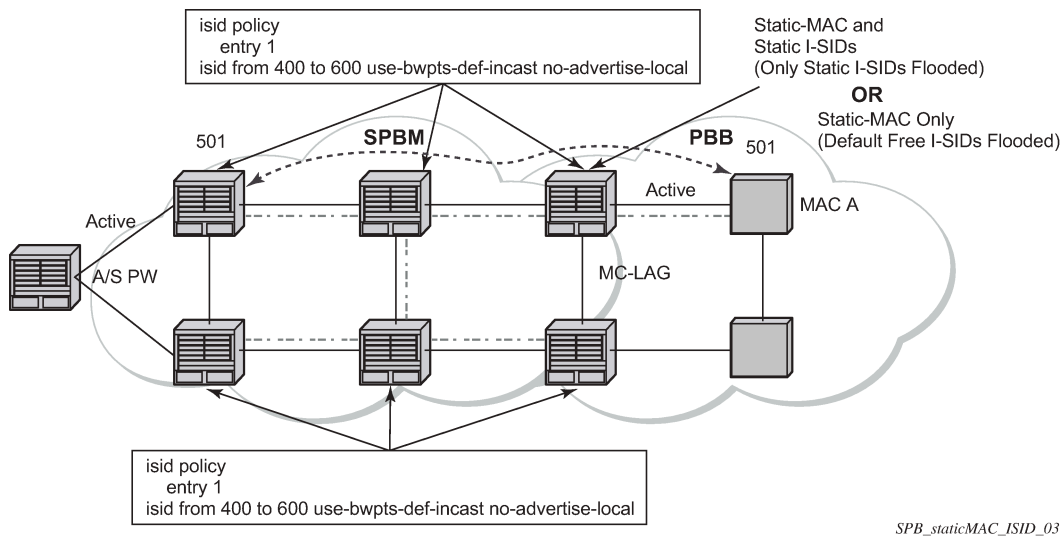 isid policy
entry 1
isid from 400 to 600 use-bwpts-def-incast no-advertise-local
Static-MAC and
Static I-SIDs
(Only Static I-SIDs Flooded)
OR
Static-MAC Only
(Default Free I-SIDs Flooded)
501
SPBM
PBB
501
Active
Active
MAC A
A/S PW
MC-LAG
isid policy
entry 1
isid from 400 to 600 use-bwpts-def-incast no-advertise-local
SPB_staticMAC_ISID_03